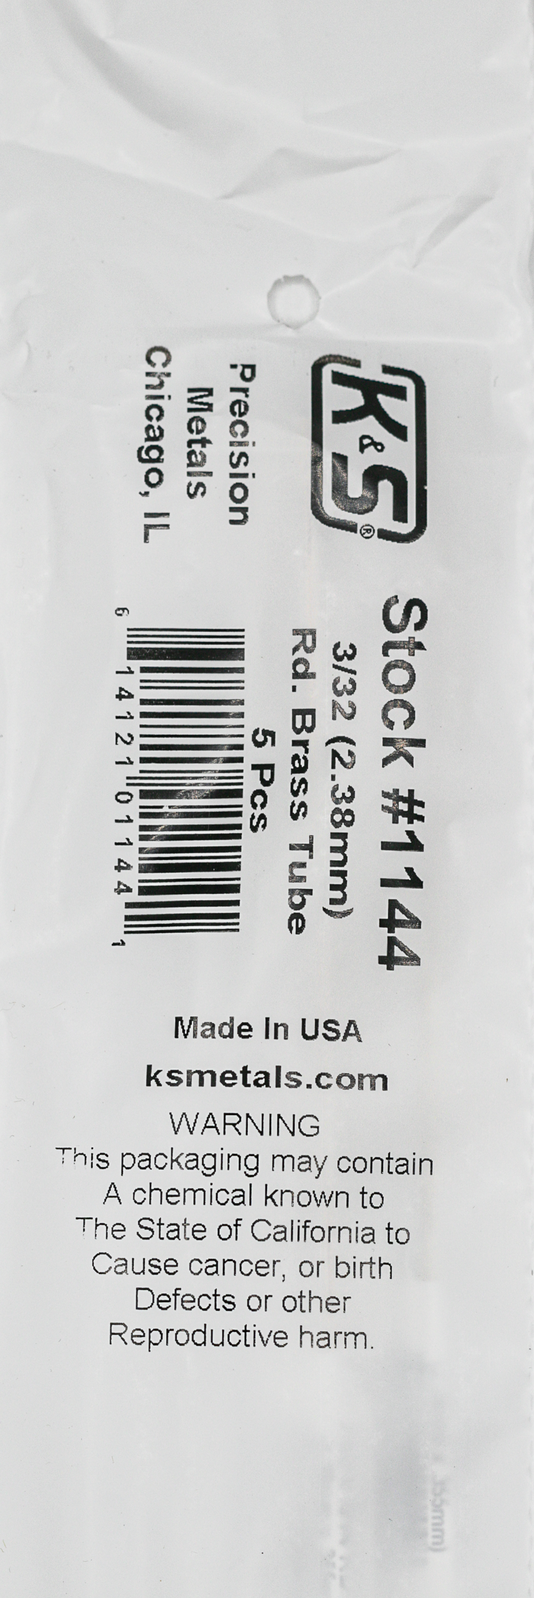 K&S®
Precision
Metals
Chicago, IL
Stock #1144
3/32 (2.38mm)
Rd. Brass Tube
5 Pcs
6 14121 01144 1
Made In USA
ksmetals.com
WARNING
This packaging may contain
A chemical known to
The State of California to
Cause cancer, or birth
Defects or other
Reproductive harm.